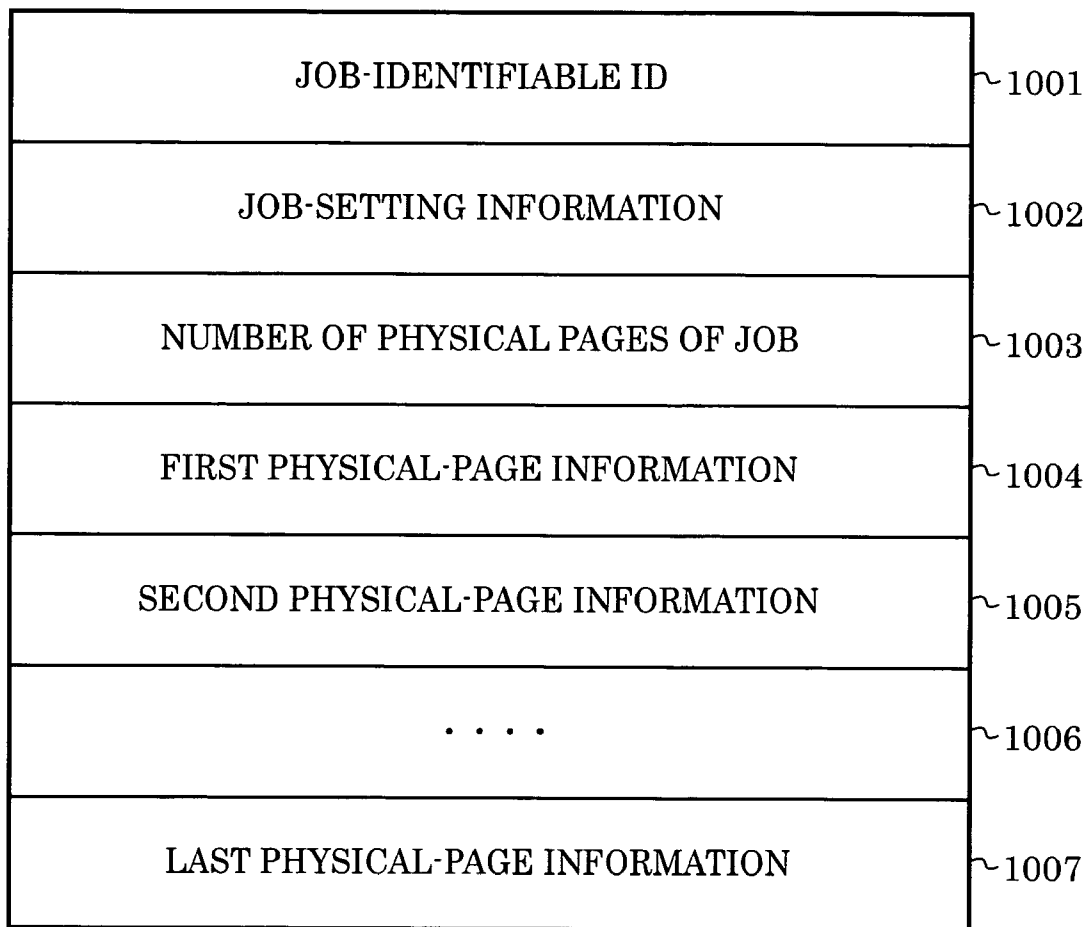 JOB-IDENTIFIABLE ID 1001
JOB-SETTING INFORMATION 1002
NUMBER OF PHYSICAL PAGES OF JOB 1003
FIRST PHYSICAL-PAGE INFORMATION 1004
SECOND PHYSICAL-PAGE INFORMATION 1005
. . . . 1006
LAST PHYSICAL-PAGE INFORMATION 1007